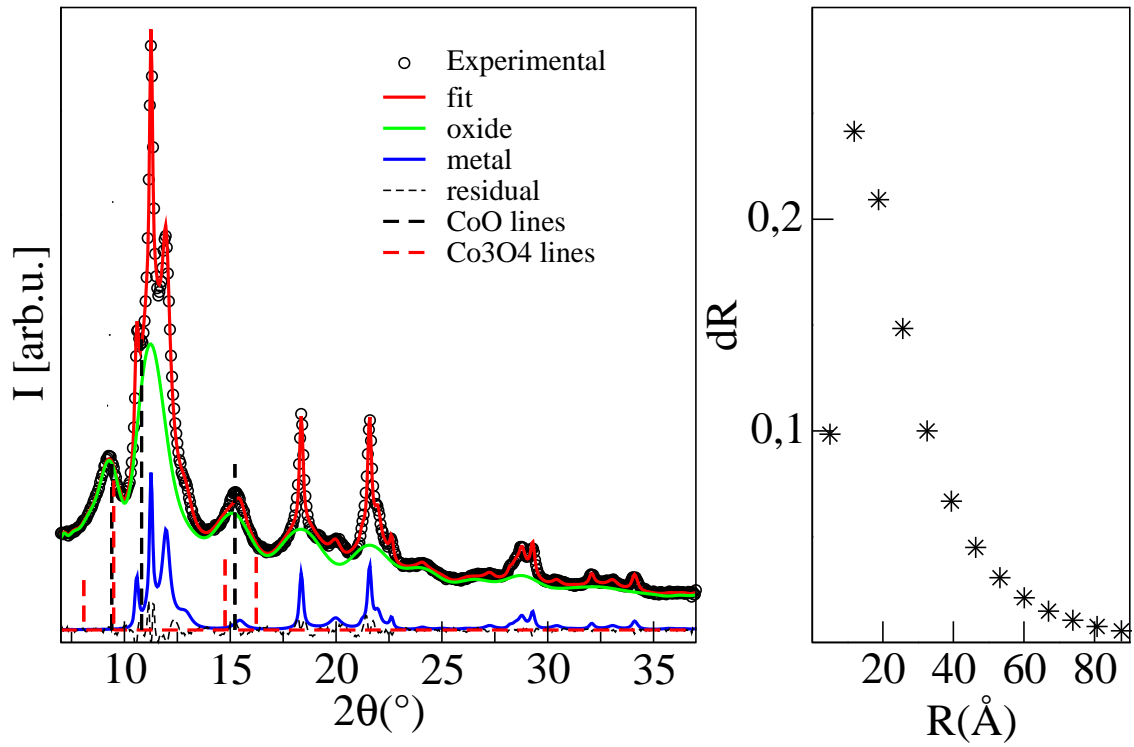 Experimental
fit
oxide
metal
residual
CoO lines
Co3O4 lines
I [arb.u.]
10 15 20 25 30 35
2θ(°)
0,2
0,1
dR
20 40 60 80
R(Å)